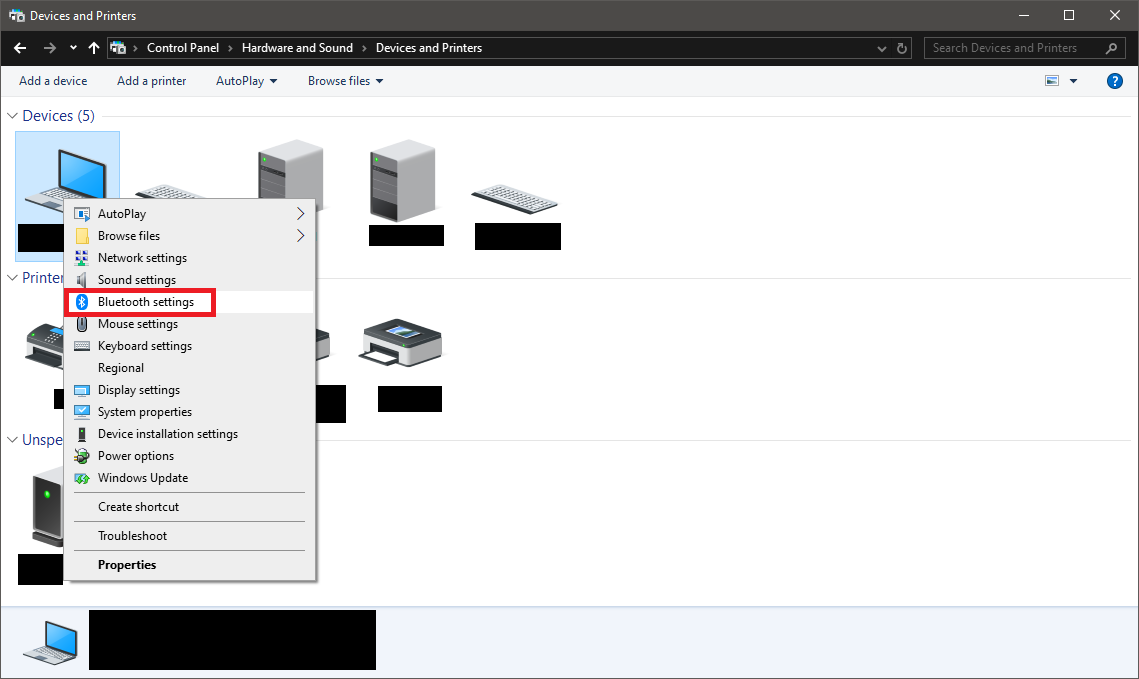 Devices and Printers
Control Panel Hardware and Sound Devices and Printers
Search Devices and Printers
Add a device Add a printer AutoPlay Browse files
?
Devices (5)
AutoPlay
Browse files
Network settings
Printer
Sound settings
Bluetooth settings
Mouse settings
Keyboard settings
Regional
Display settings
System properties
Device installation settings
Unspe
Power options
Windows Update
Create shortcut
Troubleshoot
Properties